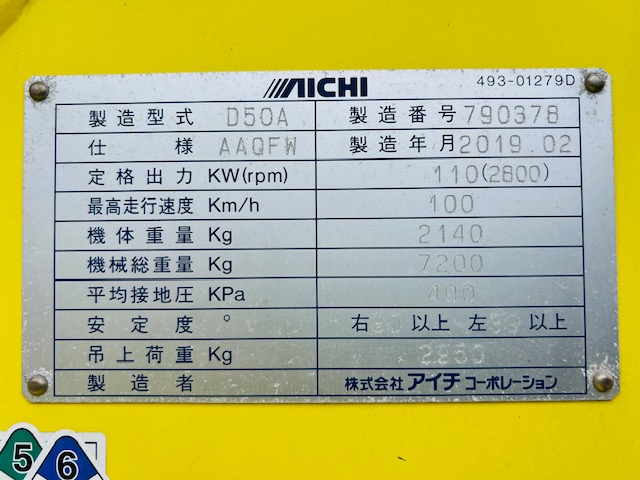 AICHI 493-01279D
製造型式 D50A 製造番号 790378
仕様 AAQFW 製造年月 2019.02
定格出力 KW(rpm) 110(2800)
最高走行速度 Km/h 100
機体重量 Kg 2140
機械総重量 Kg 7200
平均接地圧 KPa 490
安定度 ° 右 以上 左 以上
吊上荷重 Kg
製造者 株式会社 アイチ コーポレーション
5 6